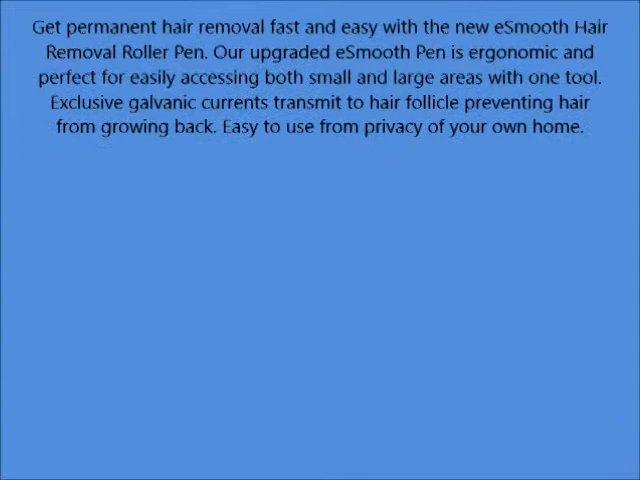 Get permanent hair removal fast and easy with the new eSmooth Hair
Removal Roller Pen. Our upgraded eSmooth Pen is ergonomic and
perfect for easily accessing both small and large areas with one tool.
Exclusive galvanic currents transmit to hair follicle preventing hair
from growing back. Easy to use from privacy of your own home.